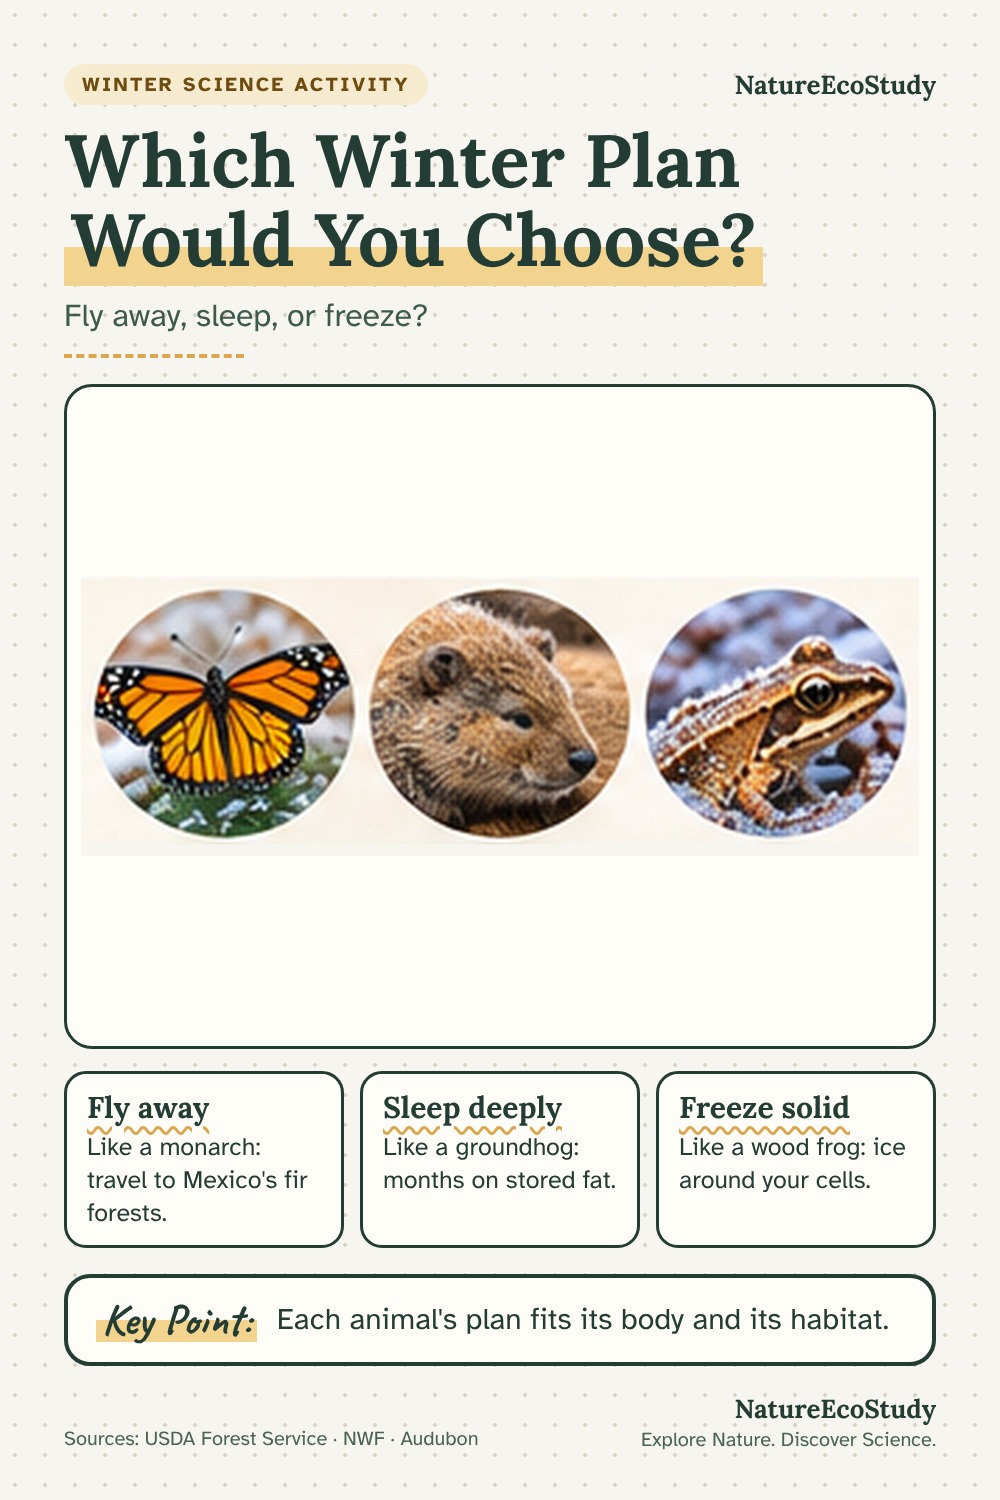 WINTER SCIENCE ACTIVITY
NatureEcoStudy
Which Winter Plan
Would You Choose?
Fly away, sleep, or freeze?
Fly away
Like a monarch:
travel to Mexico's fir
forests.
Sleep deeply
Like a groundhog:
months on stored fat.
Freeze solid
Like a wood frog: ice
around your cells.
Key Point: Each animal's plan fits its body and its habitat.
NatureEcoStudy
Sources: USDA Forest Service · NWF · Audubon
Explore Nature. Discover Science.